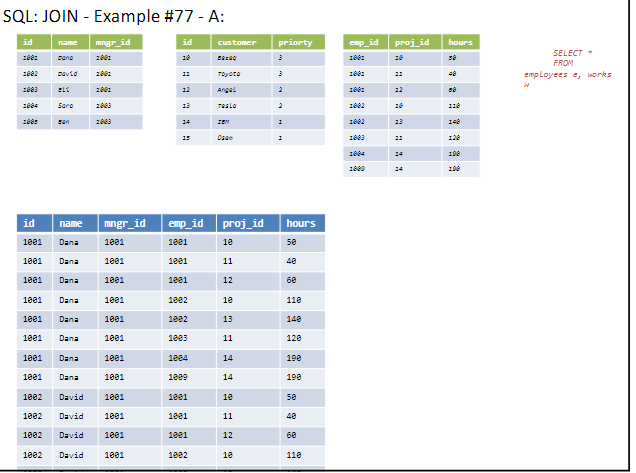 SQL: JOIN - Example #77 - A:
id name mngr_id
1001 Dana 1001
1002 David 1001
1003 Eli 1001
1004 Sara 1003
1005 Ben 1003
id customer priorty
10 Bezeq 3
11 Toyota 3
12 Angel 2
13 Tesla 2
14 IBM 1
15 Osem 1
emp_id proj_id hours
1001 10 50
1001 11 40
1001 12 60
1002 10 110
1002 13 140
1003 11 120
1004 14 190
1009 14 190
SELECT *
FROM
employees e, works
w
id name mngr_id emp_id proj_id hours
1001 Dana 1001 1001 10 50
1001 Dana 1001 1001 11 40
1001 Dana 1001 1001 12 60
1001 Dana 1001 1002 10 110
1001 Dana 1001 1002 13 140
1001 Dana 1001 1003 11 120
1001 Dana 1001 1004 14 190
1001 Dana 1001 1009 14 190
1002 David 1001 1001 10 50
1002 David 1001 1001 11 40
1002 David 1001 1001 12 60
1002 David 1001 1002 10 110